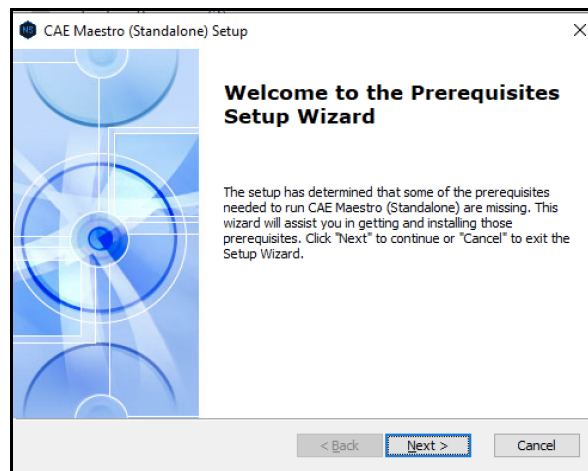 CAE Maestro (Standalone) Setup
Welcome to the Prerequisites
Setup Wizard
The setup has determined that some of the prerequisites
needed to run CAE Maestro (Standalone) are missing. This
wizard will assist you in getting and installing those
prerequisites. Click "Next" to continue or "Cancel" to exit the
Setup Wizard.
< Back Next > Cancel